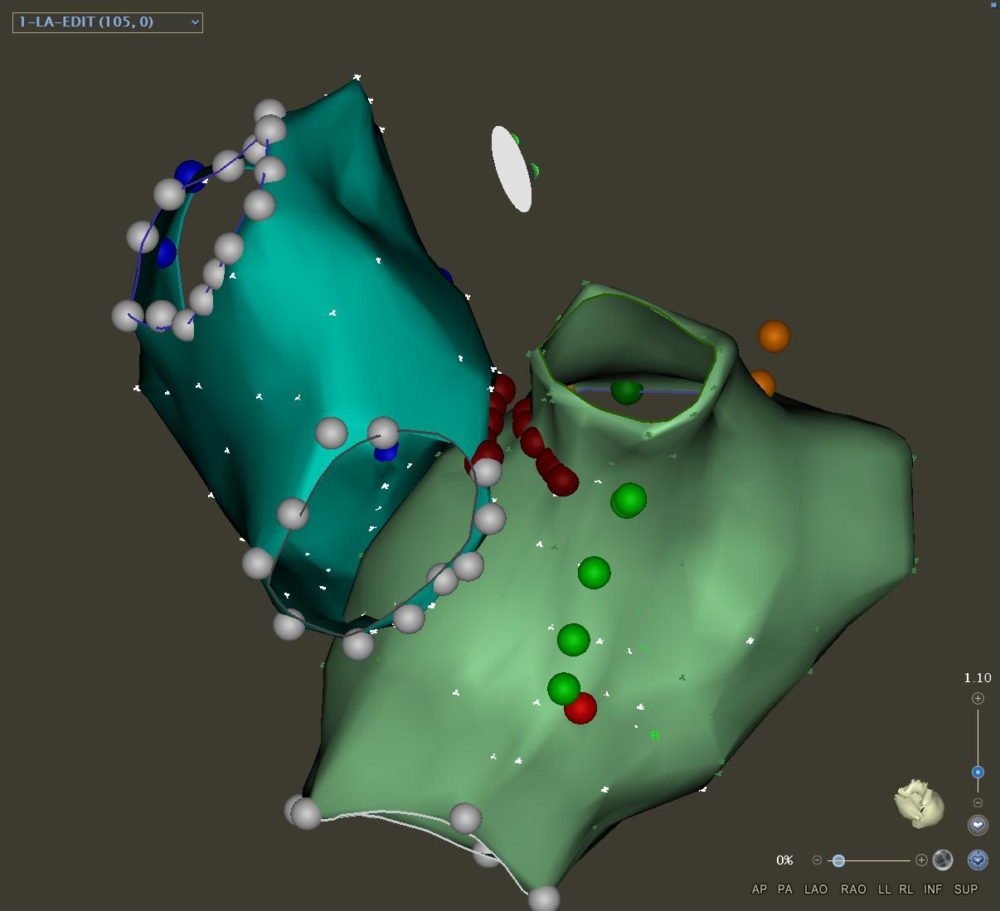 1-LA-EDIT (105, 0)
R
1.10
0%
AP PA LAO RAO LL RL INF SUP